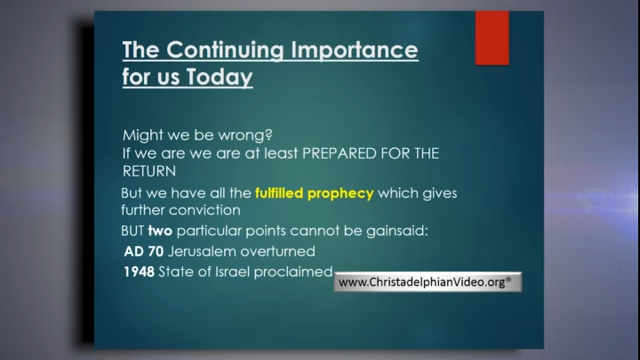 The Continuing Importance
for us Today
Might we be wrong?
If we are we are at least PREPARED FOR THE
RETURN
But we have all the fulfilled prophecy which gives
further conviction
BUT two particular points cannot be gainsaid:
AD 70 Jerusalem overturned
1948 State of Israel proclaimed
www.ChristadelphianVideo.org®